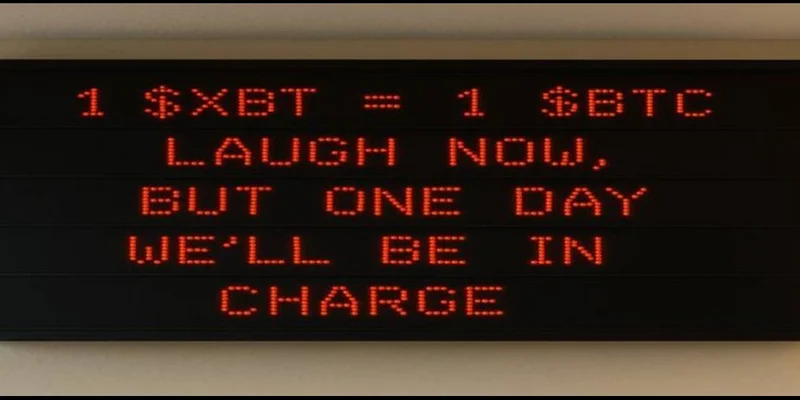 1 $XBT = 1 $BTC
LAUGH NOW,
BUT ONE DAY
WE'LL BE IN
CHARGE